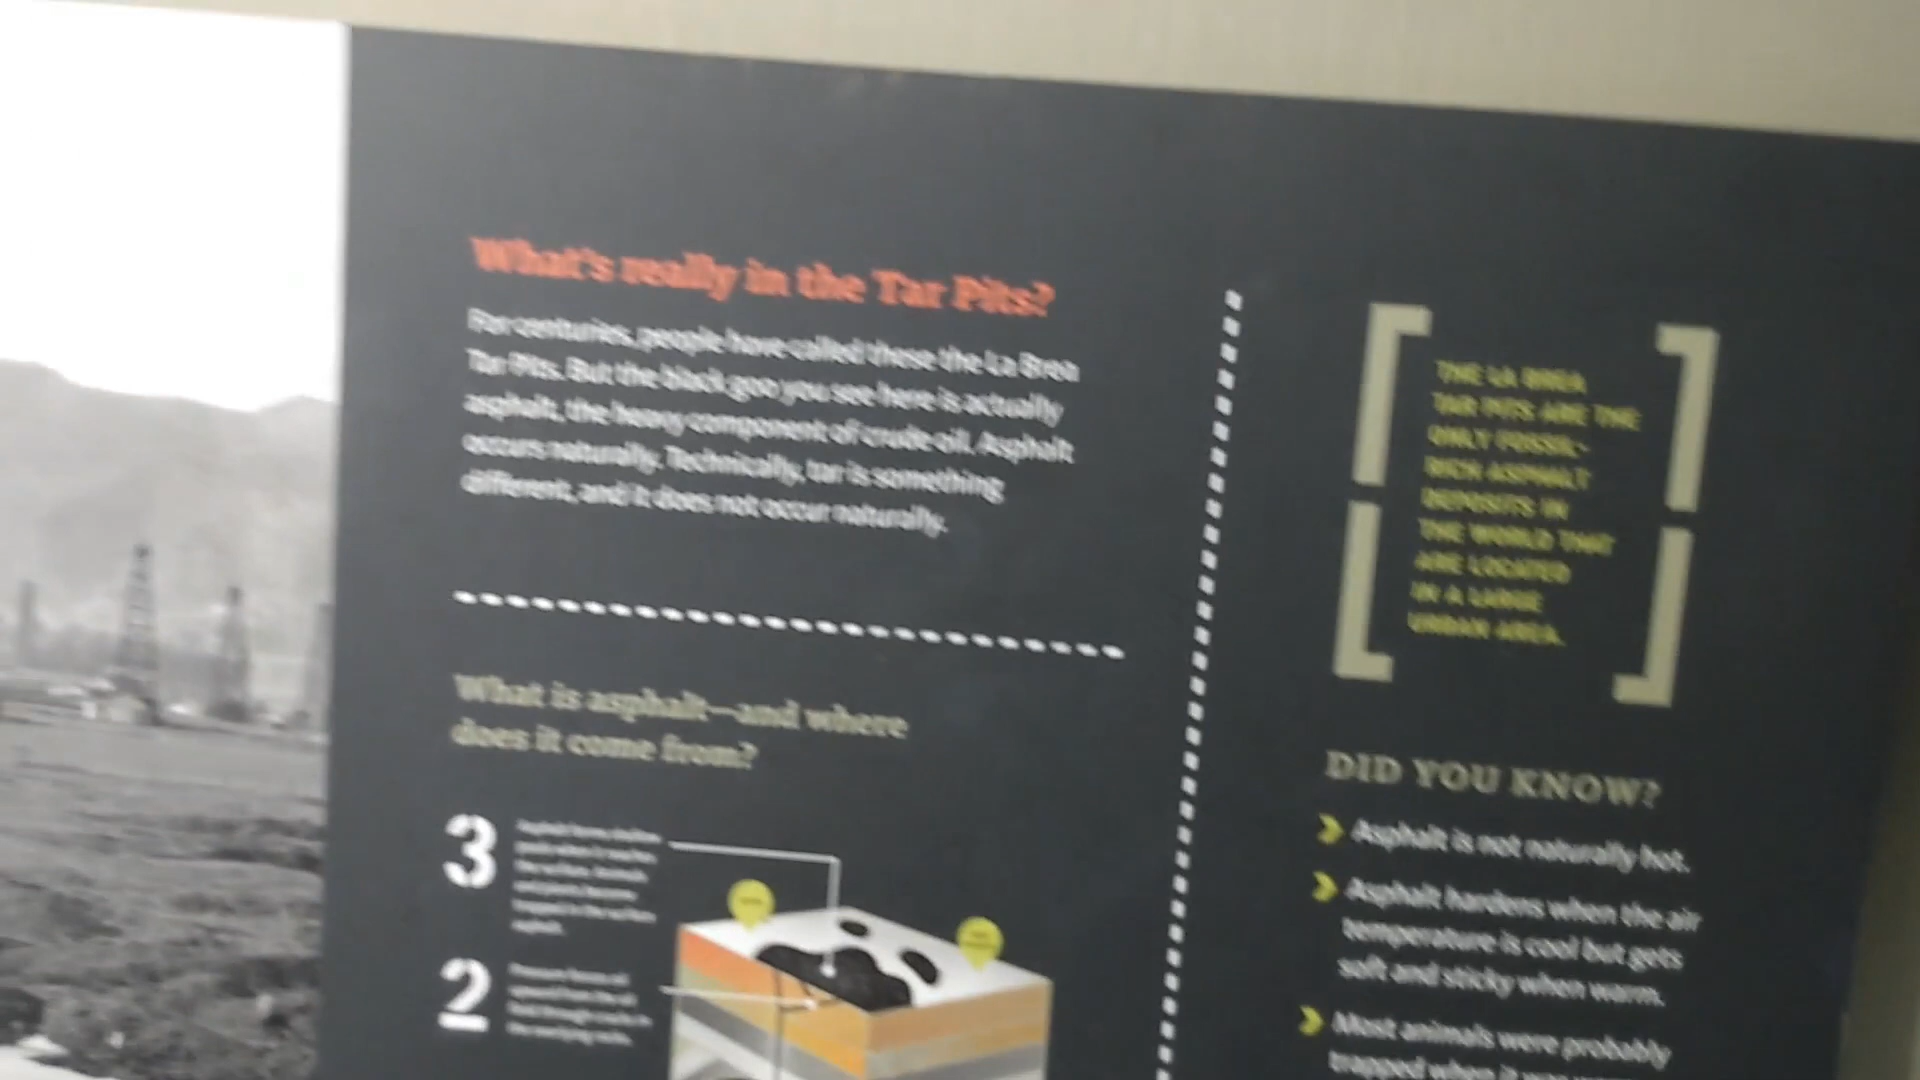 What's really in the Tar Pits?
For centuries, people have called these the La Brea
Tar Pits. But the black goo you see here is actually
asphalt, the heavy component of crude oil. Asphalt
occurs naturally. Technically, tar is something
different, and it does not occur naturally.
What is asphalt—and where
does it come from?
3
2
THE LA BREA
TAR PITS ARE THE
ONLY FOSSIL-
RICH ASPHALT
DEPOSITS IN
THE WORLD THAT
ARE LOCATED
IN A LARGE
URBAN AREA.
DID YOU KNOW?
Asphalt is not naturally hot.
Asphalt hardens when the air
temperature is cool but gets
soft and sticky when warm.
Most animals were probably
trapped when it was